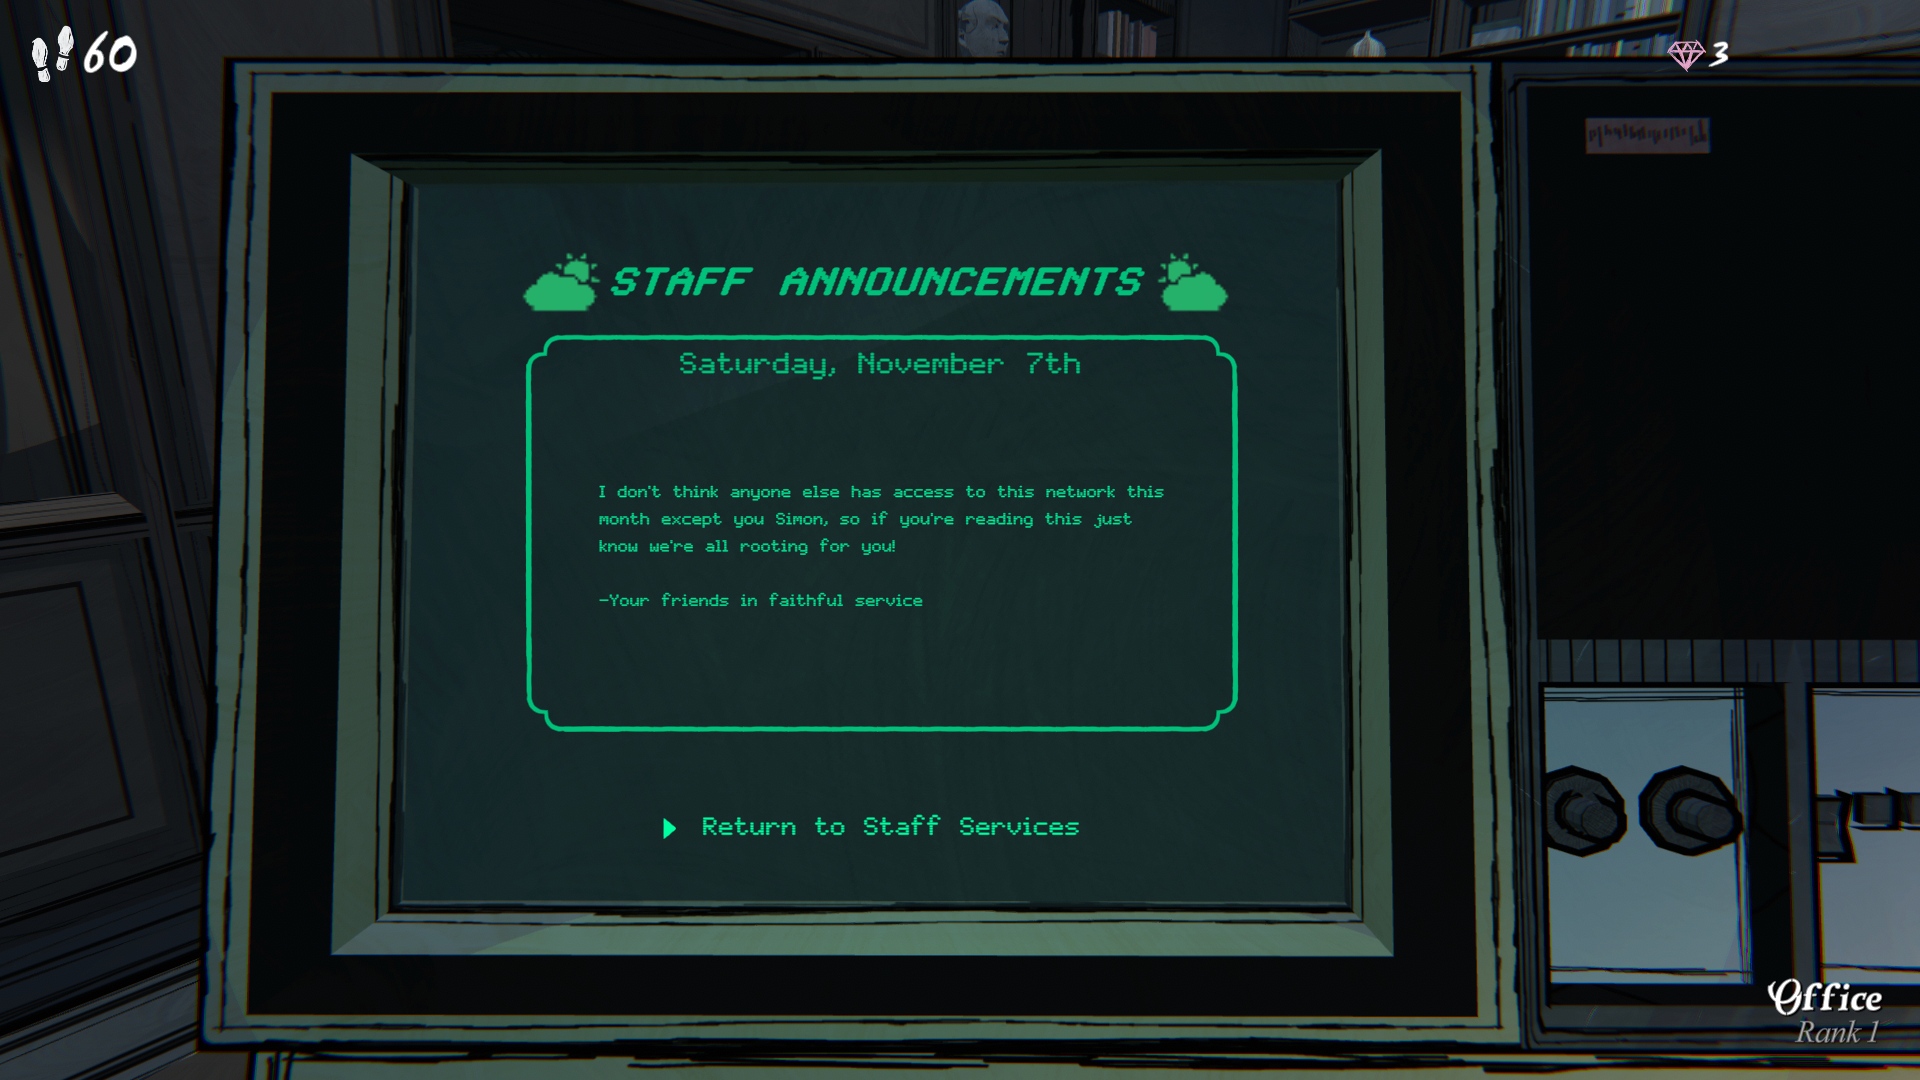 60
3
STAFF ANNOUNCEMENTS
Saturday, November 7th
I don't think anyone else has access to this network this
month except you Simon, so if you're reading this just
know we're all rooting for you!
-Your friends in faithful service
Return to Staff Services
Office
Rank 1